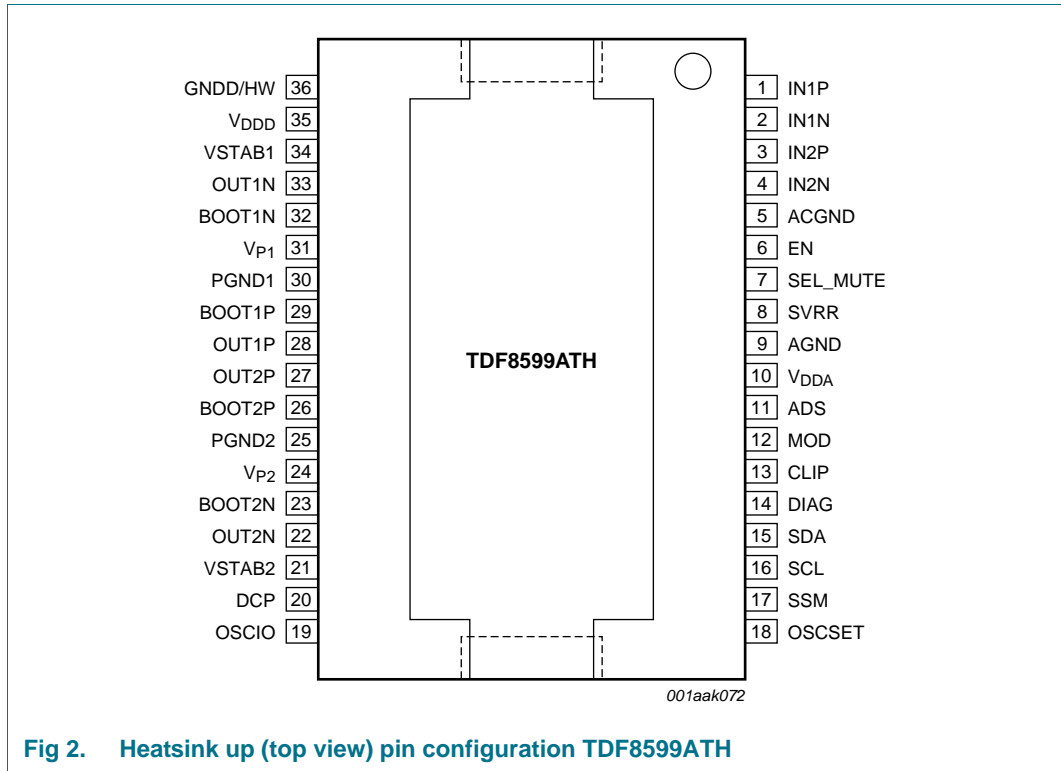 GNDD/HW 36
VDDD 35
VSTAB1 34
OUT1N 33
BOOT1N 32
VP1 31
PGND1 30
BOOT1P 29
OUT1P 28
OUT2P 27
BOOT2P 26
PGND2 25
VP2 24
BOOT2N 23
OUT2N 22
VSTAB2 21
DCP 20
OSCIO 19
TDF8599ATH
1 IN1P
2 IN1N
3 IN2P
4 IN2N
5 ACGND
6 EN
7 SEL_MUTE
8 SVRR
9 AGND
10 VDDA
11 ADS
12 MOD
13 CLIP
14 DIAG
15 SDA
16 SCL
17 SSM
18 OSCSET
001aak072
Fig 2. Heatsink up (top view) pin configuration TDF8599ATH